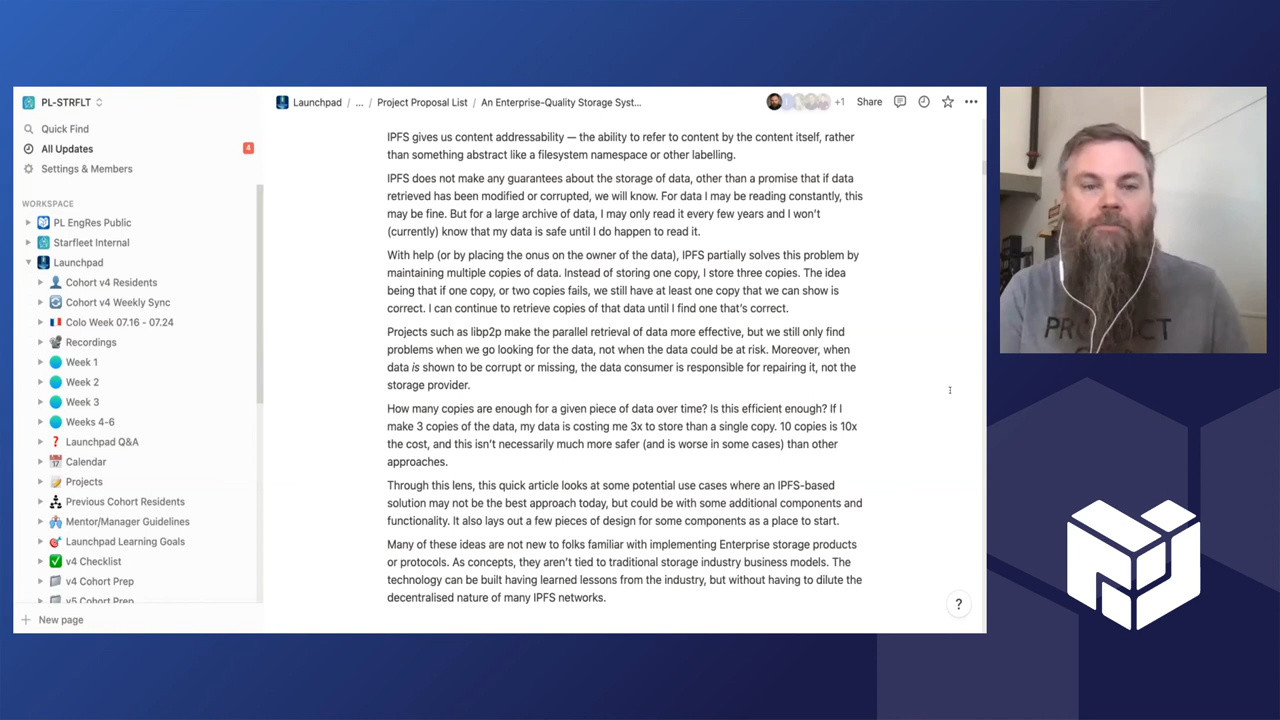 PL-STRFLT
Quick Find
All Updates
4
Settings & Members
WORKSPACE
PL EngRes Public
Starfleet Internal
Launchpad
Cohort v4 Residents
Cohort v4 Weekly Sync
Colo Week 07.16 - 07.24
Recordings
Week 1
Week 2
Week 3
Weeks 4-6
Launchpad Q&A
Calendar
Projects
Previous Cohort Residents
Mentor/Manager Guidelines
Launchpad Learning Goals
v4 Checklist
v4 Cohort Prep
v5 Cohort Prep
New page
Launchpad / ... / Project Proposal List / An Enterprise-Quality Storage Syst...
+1 Share
IPFS gives us content addressability — the ability to refer to content by the content itself, rather
than something abstract like a filesystem namespace or other labelling.
IPFS does not make any guarantees about the storage of data, other than a promise that if data
retrieved has been modified or corrupted, we will know. For data I may be reading constantly, this
may be fine. But for a large archive of data, I may only read it every few years and I won't
(currently) know that my data is safe until I do happen to read it.
With help (or by placing the onus on the owner of the data), IPFS partially solves this problem by
maintaining multiple copies of data. Instead of storing one copy, I store three copies. The idea
being that if one copy, or two copies fails, we still have at least one copy that we can show is
correct. I can continue to retrieve copies of that data until I find one that's correct.
Projects such as libp2p make the parallel retrieval of data more effective, but we still only find
problems when we go looking for the data, not when the data could be at risk. Moreover, when
data is shown to be corrupt or missing, the data consumer is responsible for repairing it, not the
storage provider.
How many copies are enough for a given piece of data over time? Is this efficient enough? If I
make 3 copies of the data, my data is costing me 3x to store than a single copy. 10 copies is 10x
the cost, and this isn't necessarily much more safer (and is worse in some cases) than other
approaches.
Through this lens, this quick article looks at some potential use cases where an IPFS-based
solution may not be the best approach today, but could be with some additional components and
functionality. It also lays out a few pieces of design for some components as a place to start.
Many of these ideas are not new to folks familiar with implementing Enterprise storage products
or protocols. As concepts, they aren't tied to traditional storage industry business models. The
technology can be built having learned lessons from the industry, but without having to dilute the
decentralised nature of many IPFS networks.
?